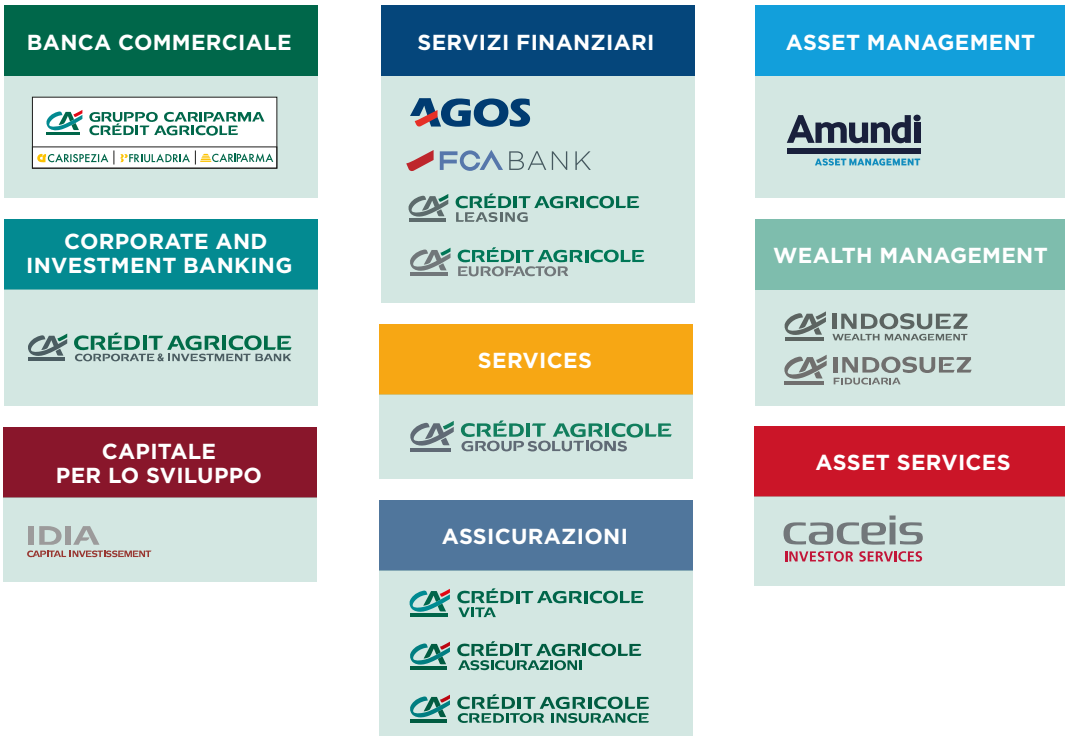 BANCA COMMERCIALE
GRUPPO CARIPARMA
CRÉDIT AGRICOLE
CARISPEZIA | FRIULADRIA | CARIPARMA
CORPORATE AND
INVESTMENT BANKING
CRÉDIT AGRICOLE
CORPORATE & INVESTMENT BANK
CAPITALE
PER LO SVILUPPO
IDIA
CAPITAL INVESTISSEMENT
SERVIZI FINANZIARI
AGOS
FCA BANK
CRÉDIT AGRICOLE
LEASING
CRÉDIT AGRICOLE
EUROFACTOR
SERVICES
CRÉDIT AGRICOLE
GROUP SOLUTIONS
ASSICURAZIONI
CRÉDIT AGRICOLE
VITA
CRÉDIT AGRICOLE
ASSICURAZIONI
CRÉDIT AGRICOLE
CREDITOR INSURANCE
ASSET MANAGEMENT
Amundi
ASSET MANAGEMENT
WEALTH MANAGEMENT
INDOSUEZ
WEALTH MANAGEMENT
INDOSUEZ
FIDUCIARIA
ASSET SERVICES
caceis
INVESTOR SERVICES